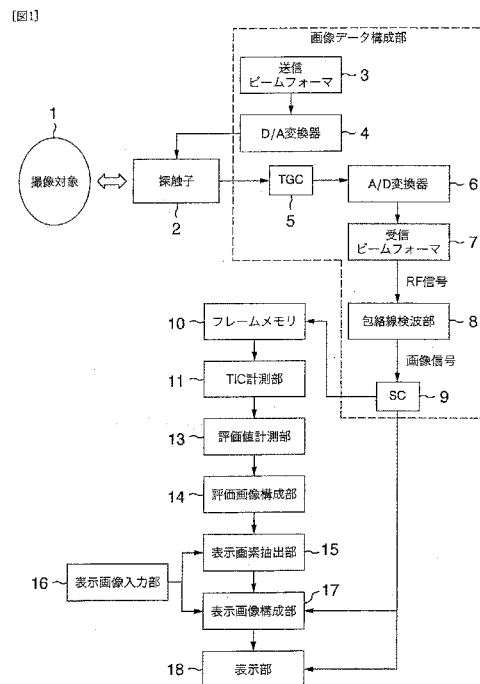 [図1]
画像データ構成部
送信
ビームフォーマ
3
1
D/A変換器
4
撮像対象
探触子
TGC
A/D変換器
6
2
5
受信
ビームフォーマ
7
RF信号
10
フレームメモリ
包絡線検波部
8
画像信号
11
TIC計測部
SC
9
13
評価値計測部
14
評価画像構成部
表示画素抽出部
15
16
表示画像入力部
17
表示画像構成部
18
表示部